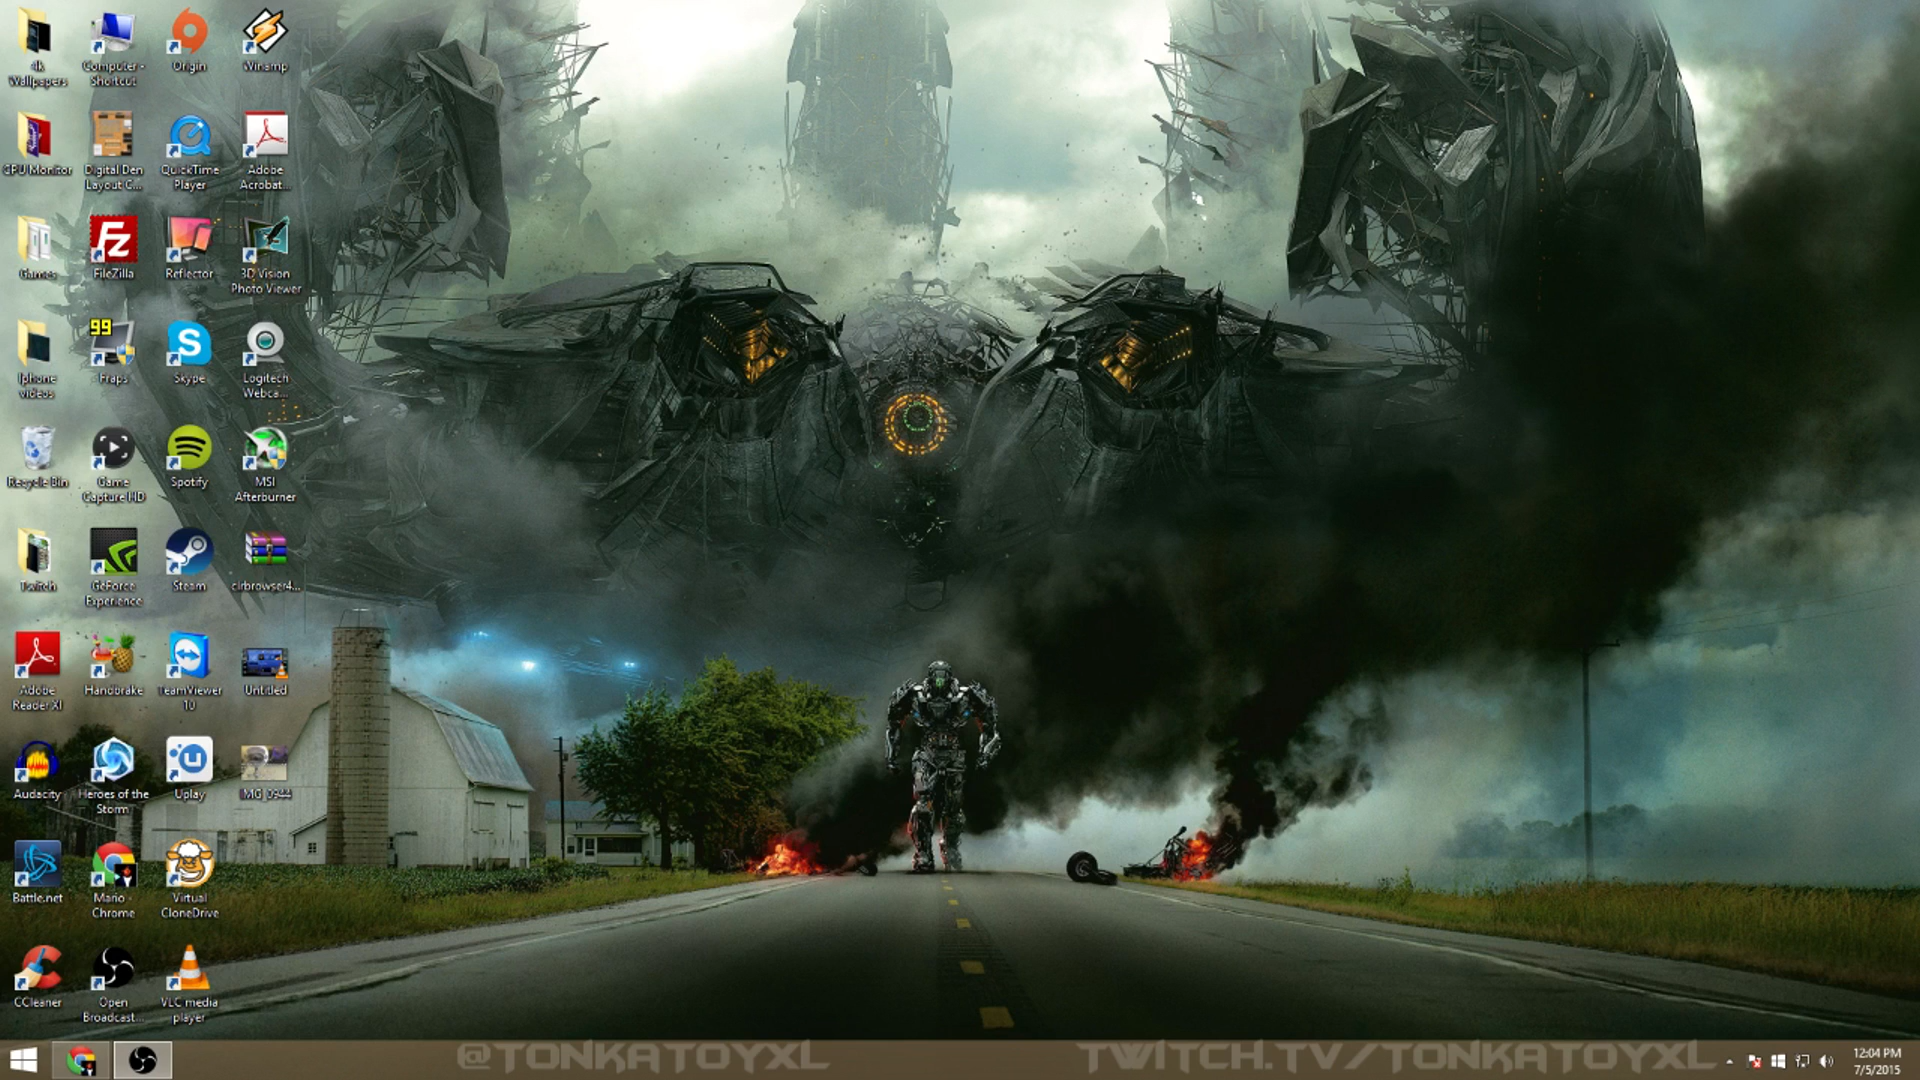 4k
Wallpapers
Computer -
Shortcut
Origin
Winamp
CPU Monitor
Digital Den
Layout C...
QuickTime
Player
Adobe
Acrobat...
Games
FZ
FileZilla
Reflector
3D Vision
Photo Viewer
Iphone
videos
99
Fraps
S
Skype
Logitech
Webca...
Recycle Bin
Game
Capture HD
Spotify
MSI
Afterburner
Twitch
GeForce
Experience
Steam
cirbrowser4...
Adobe
Reader XI
Handbrake
TeamViewer
10
Untitled
Audacity
Heroes of the
Storm
Uplay
IMG_0944
Battle.net
Mario -
Chrome
Virtual
CloneDrive
CCleaner
Open
Broadcast...
VLC media
player
@TONKATOYXL
TWITCH.TV/TONKATOYXL
12:04 PM
7/5/2015